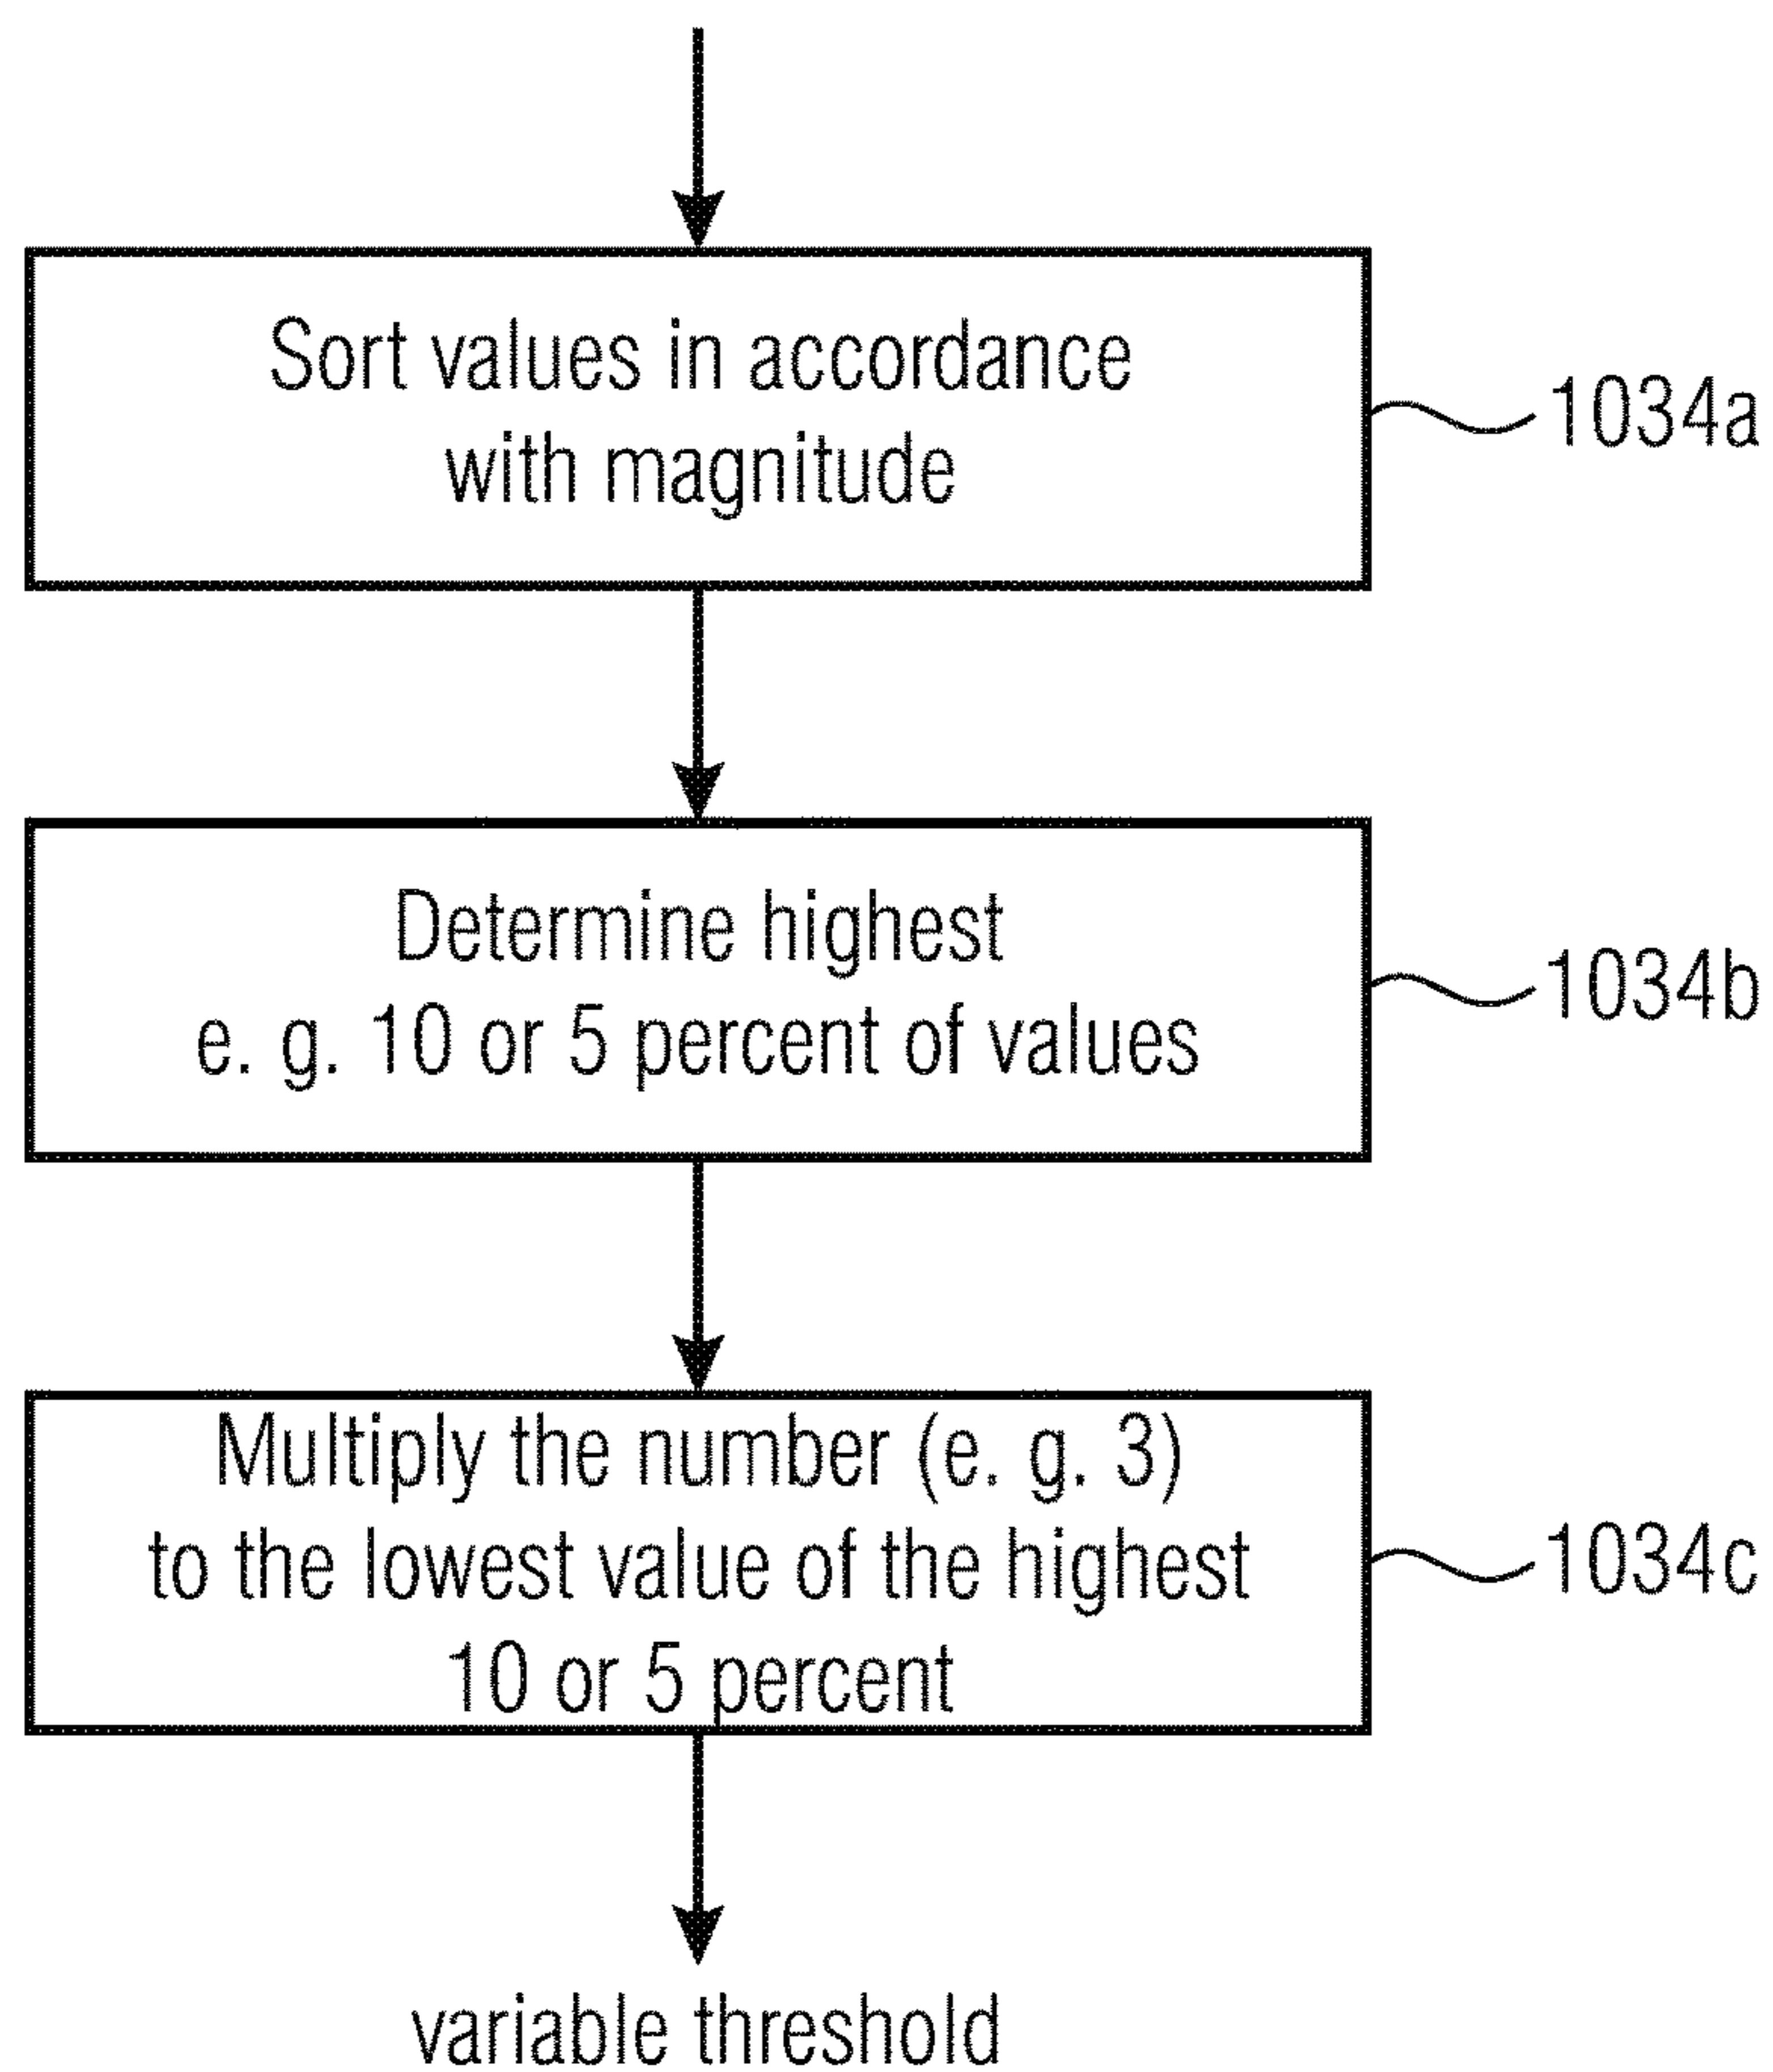 Sort values in accordance
with magnitude
1034a
Determine highest
e. g. 10 or 5 percent of values
1034b
Multiply the number (e. g. 3)
to the lowest value of the highest
10 or 5 percent
1034c
variable threshold